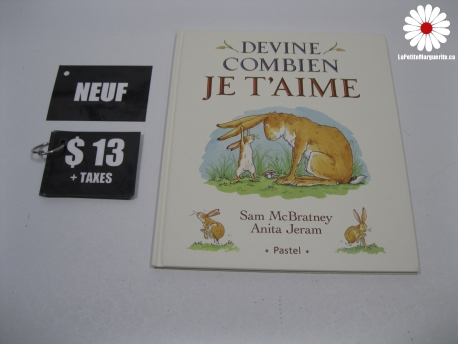 NEUF
$ 13
+ TAXES
DEVINE
COMBIEN
JE T'AIME
Sam McBratney
Anita Jeram
• Pastel •
LaPetiteMarguerite.ca